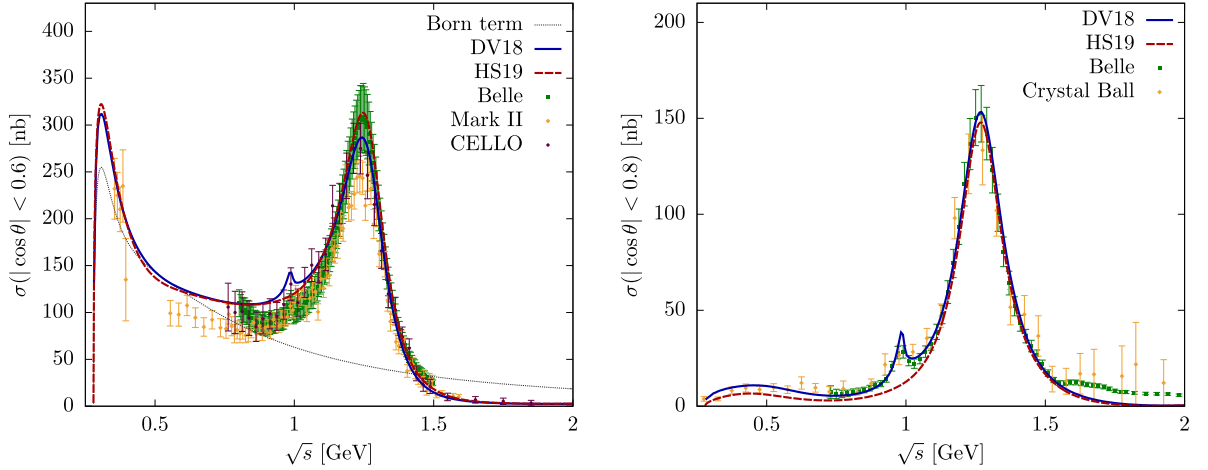 400
350
300
250
200
150
100
50
0
σ(| cos θ| < 0.6) [nb]
Born term
DV18
HS19
Belle
Mark II
CELLO
0.5 1 1.5 2
√s [GeV]
200
150
100
50
0
σ(| cos θ| < 0.8) [nb]
DV18
HS19
Belle
Crystal Ball
0.5 1 1.5 2
√s [GeV]